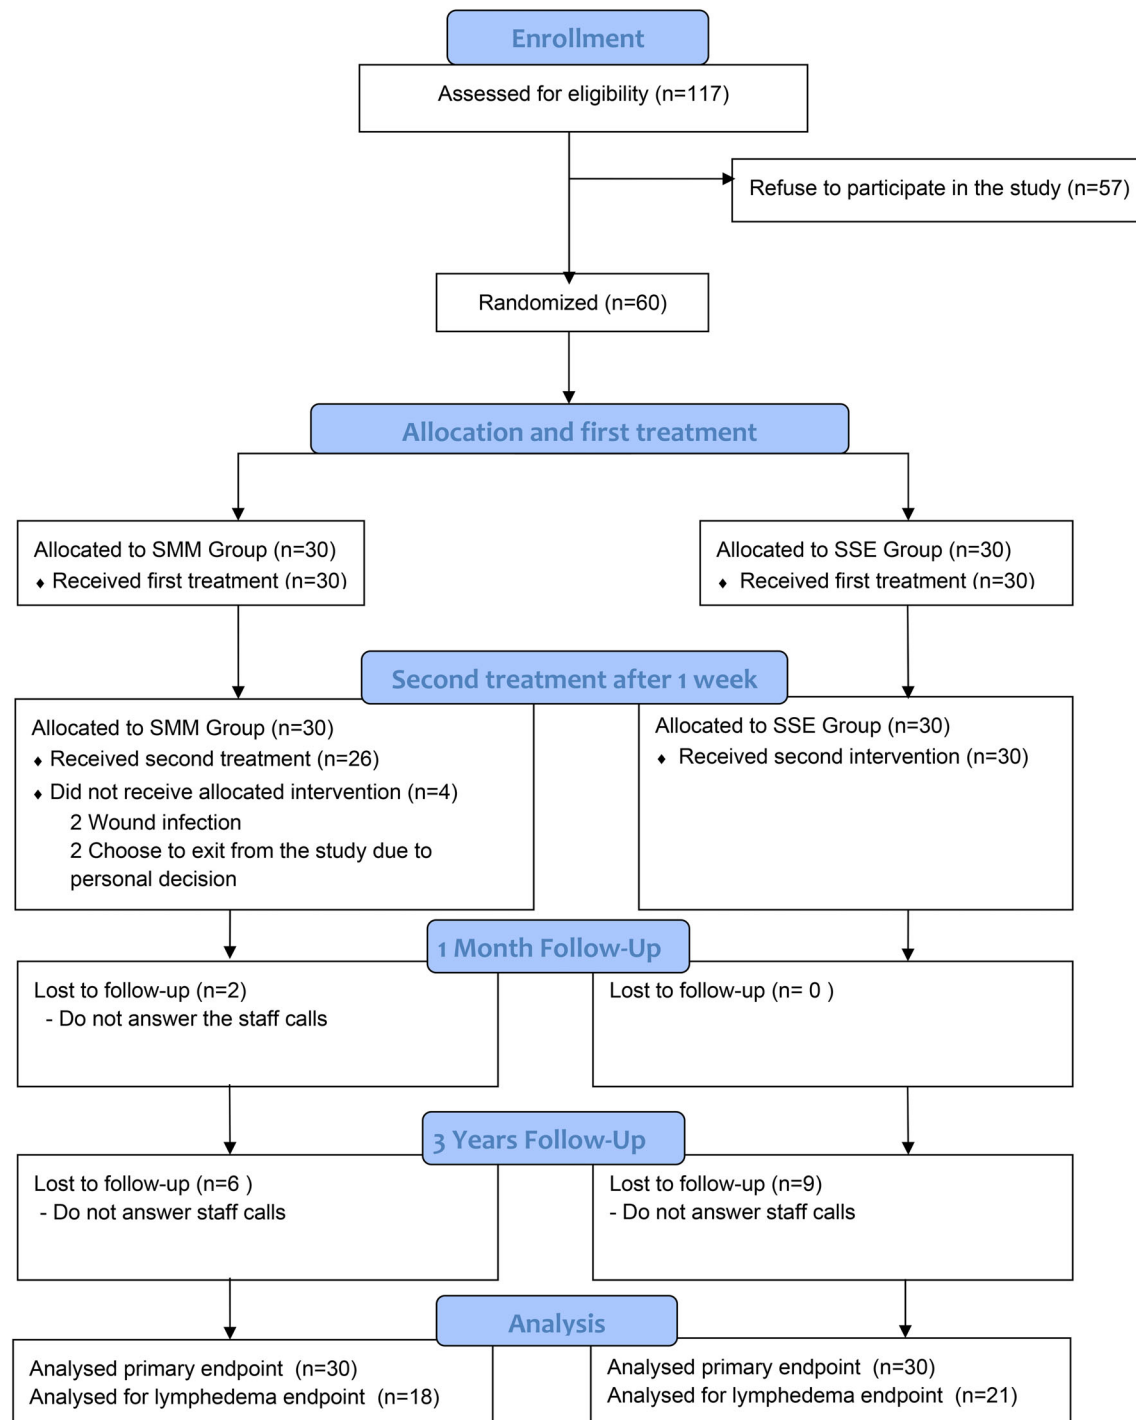 Enrollment
Assessed for eligibility (n=117)
Refuse to participate in the study (n=57)
Randomized (n=60)
Allocation and first treatment
Allocated to SMM Group (n=30)
♦ Received first treatment (n=30)
Allocated to SSE Group (n=30)
♦ Received first treatment (n=30)
Second treatment after 1 week
Allocated to SMM Group (n=30)
♦ Received second treatment (n=26)
♦ Did not receive allocated intervention (n=4)
2 Wound infection
2 Choose to exit from the study due to
personal decision
Allocated to SSE Group (n=30)
♦ Received second intervention (n=30)
1 Month Follow-Up
Lost to follow-up (n=2)
- Do not answer the staff calls
Lost to follow-up (n= 0 )
3 Years Follow-Up
Lost to follow-up (n=6 )
- Do not answer staff calls
Lost to follow-up (n=9)
- Do not answer staff calls
Analysis
Analysed primary endpoint (n=30)
Analysed for lymphedema endpoint (n=18)
Analysed primary endpoint (n=30)
Analysed for lymphedema endpoint (n=21)